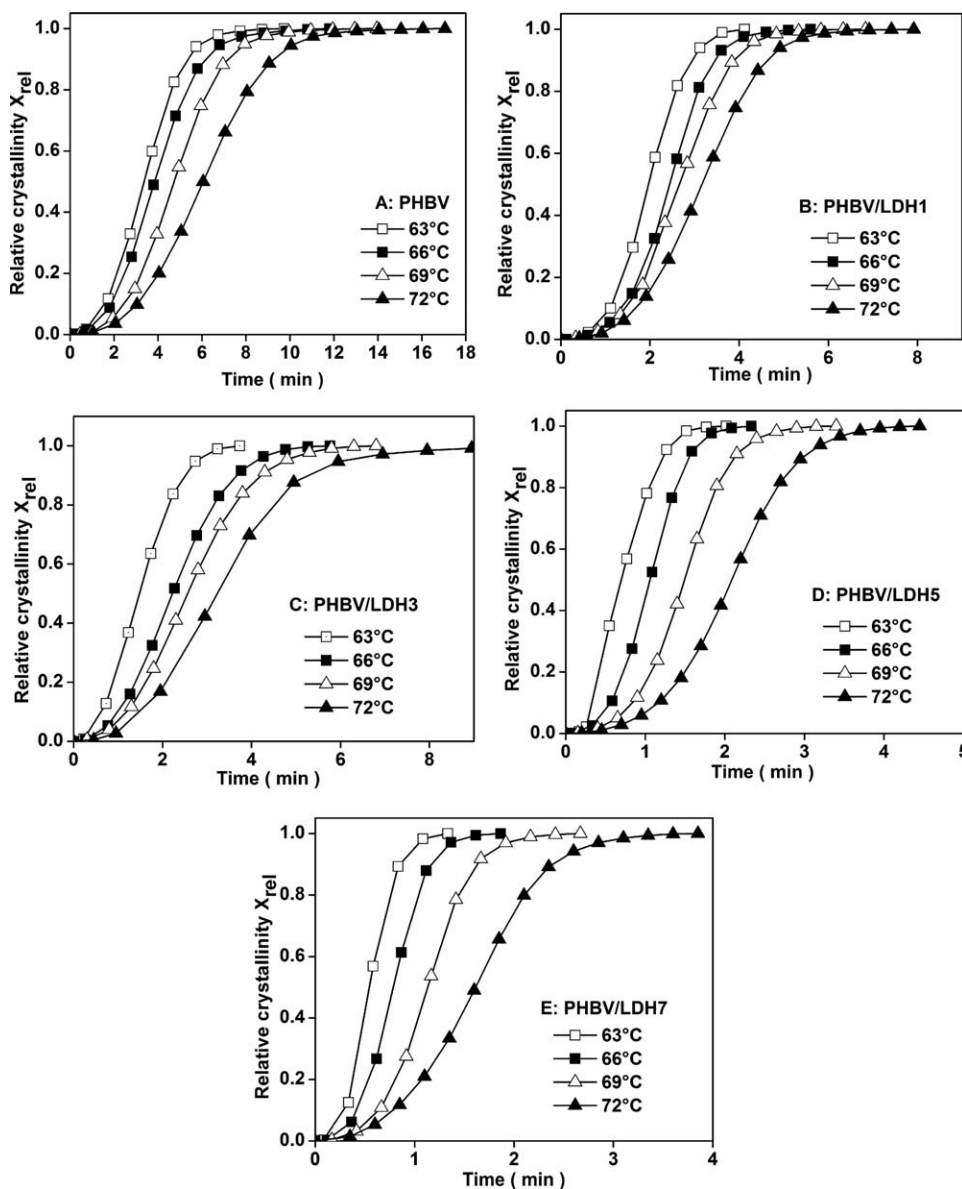 1.0
0.8
0.6
0.4
0.2
0.0
Relative crystallinity X_rel
A: PHBV
63°C
66°C
69°C
72°C
0 2 4 6 8 10 12 14 16 18
Time ( min )
1.0
0.8
0.6
0.4
0.2
0.0
Relative crystallinity X_rel
B: PHBV/LDH1
63°C
66°C
69°C
72°C
0 2 4 6 8
Time ( min )
1.0
0.8
0.6
0.4
0.2
0.0
Relative crystallinity X_rel
C: PHBV/LDH3
63°C
66°C
69°C
72°C
0 2 4 6 8
Time ( min )
1.0
0.8
0.6
0.4
0.2
0.0
Relative crystallinity X_rel
D: PHBV/LDH5
63°C
66°C
69°C
72°C
0 1 2 3 4 5
Time ( min )
1.0
0.8
0.6
0.4
0.2
0.0
Relative crystallinity X_rel
E: PHBV/LDH7
63°C
66°C
69°C
72°C
0 1 2 3 4
Time ( min )